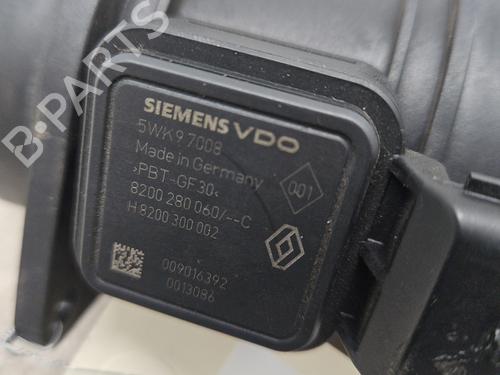 B-PARTS
SIEMENS VDO
5WK9 7008
Made in Germany
>PBT-GF30<
001
8200 280 060/--C
H 8200 300 002
009016392
0013086